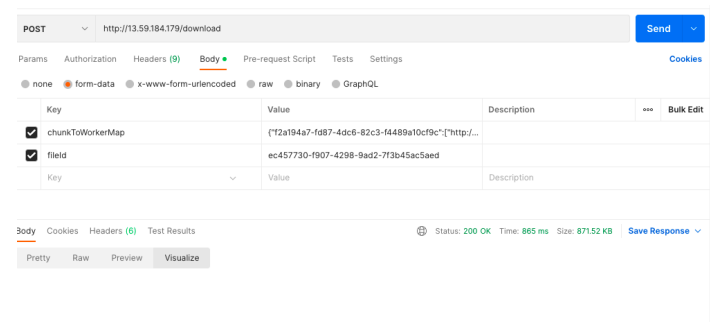 POST http://13.59.184.179/download Send
Params Authorization Headers (9) Body Pre-request Script Tests Settings Cookies
none form-data x-www-form-urlencoded raw binary GraphQL
Key Value Description ooo Bulk Edit
chunkToWorkerMap {"f2a194a7-fd87-4dc6-82c3-f4489a10cf9c":["http:/...
fileId ec457730-f907-4298-9ad2-7f3b45ac5aed
Key Value Description
Body Cookies Headers (6) Test Results Status: 200 OK Time: 865 ms Size: 871.52 KB Save Response
Pretty Raw Preview Visualize